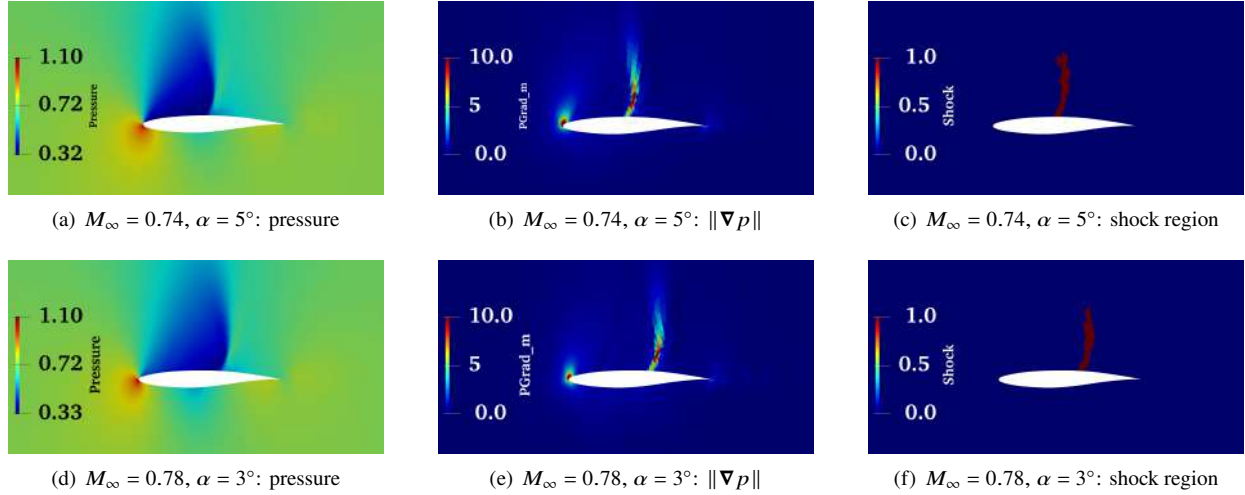 1.10
0.72
0.32
Pressure
10.0
5
0.0
PGrad_m
1.0
0.5
0.0
Shock
(a) M∞ = 0.74, α = 5°: pressure
(b) M∞ = 0.74, α = 5°: ‖∇p‖
(c) M∞ = 0.74, α = 5°: shock region
1.10
0.72
0.33
Pressure
10.0
5
0.0
PGrad_m
1.0
0.5
0.0
Shock
(d) M∞ = 0.78, α = 3°: pressure
(e) M∞ = 0.78, α = 3°: ‖∇p‖
(f) M∞ = 0.78, α = 3°: shock region